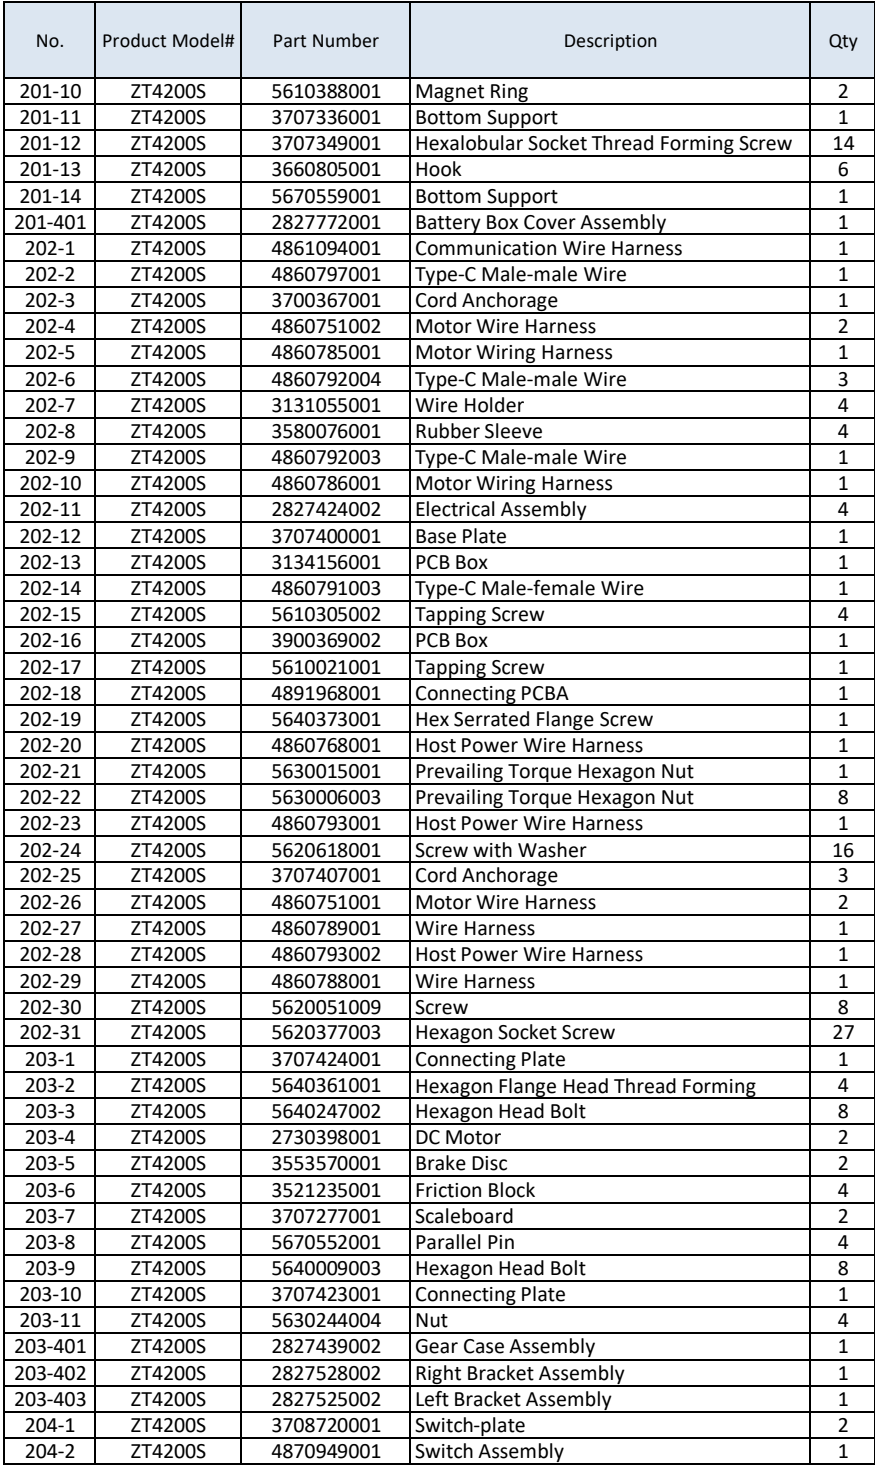 No. Product Model# Part Number Description Qty
201-10 ZT4200S 5610388001 Magnet Ring 2
201-11 ZT4200S 3707336001 Bottom Support 1
201-12 ZT4200S 3707349001 Hexalobular Socket Thread Forming Screw 14
201-13 ZT4200S 3660805001 Hook 6
201-14 ZT4200S 5670559001 Bottom Support 1
201-401 ZT4200S 2827772001 Battery Box Cover Assembly 1
202-1 ZT4200S 4861094001 Communication Wire Harness 1
202-2 ZT4200S 4860797001 Type-C Male-male Wire 1
202-3 ZT4200S 3700367001 Cord Anchorage 1
202-4 ZT4200S 4860751002 Motor Wire Harness 2
202-5 ZT4200S 4860785001 Motor Wiring Harness 1
202-6 ZT4200S 4860792004 Type-C Male-male Wire 3
202-7 ZT4200S 3131055001 Wire Holder 4
202-8 ZT4200S 3580076001 Rubber Sleeve 4
202-9 ZT4200S 4860792003 Type-C Male-male Wire 1
202-10 ZT4200S 4860786001 Motor Wiring Harness 1
202-11 ZT4200S 2827424002 Electrical Assembly 4
202-12 ZT4200S 3707400001 Base Plate 1
202-13 ZT4200S 3134156001 PCB Box 1
202-14 ZT4200S 4860791003 Type-C Male-female Wire 1
202-15 ZT4200S 5610305002 Tapping Screw 4
202-16 ZT4200S 3900369002 PCB Box 1
202-17 ZT4200S 5610021001 Tapping Screw 1
202-18 ZT4200S 4891968001 Connecting PCBA 1
202-19 ZT4200S 5640373001 Hex Serrated Flange Screw 1
202-20 ZT4200S 4860768001 Host Power Wire Harness 1
202-21 ZT4200S 5630015001 Prevailing Torque Hexagon Nut 1
202-22 ZT4200S 5630006003 Prevailing Torque Hexagon Nut 8
202-23 ZT4200S 4860793001 Host Power Wire Harness 1
202-24 ZT4200S 5620618001 Screw with Washer 16
202-25 ZT4200S 3707407001 Cord Anchorage 3
202-26 ZT4200S 4860751001 Motor Wire Harness 2
202-27 ZT4200S 4860789001 Wire Harness 1
202-28 ZT4200S 4860793002 Host Power Wire Harness 1
202-29 ZT4200S 4860788001 Wire Harness 1
202-30 ZT4200S 5620051009 Screw 8
202-31 ZT4200S 5620377003 Hexagon Socket Screw 27
203-1 ZT4200S 3707424001 Connecting Plate 1
203-2 ZT4200S 5640361001 Hexagon Flange Head Thread Forming 4
203-3 ZT4200S 5640247002 Hexagon Head Bolt 8
203-4 ZT4200S 2730398001 DC Motor 2
203-5 ZT4200S 3553570001 Brake Disc 2
203-6 ZT4200S 3521235001 Friction Block 4
203-7 ZT4200S 3707277001 Scaleboard 2
203-8 ZT4200S 5670552001 Parallel Pin 4
203-9 ZT4200S 5640009003 Hexagon Head Bolt 8
203-10 ZT4200S 3707423001 Connecting Plate 1
203-11 ZT4200S 5630244004 Nut 4
203-401 ZT4200S 2827439002 Gear Case Assembly 1
203-402 ZT4200S 2827528002 Right Bracket Assembly 1
203-403 ZT4200S 2827525002 Left Bracket Assembly 1
204-1 ZT4200S 3708720001 Switch-plate 2
204-2 ZT4200S 4870949001 Switch Assembly 1